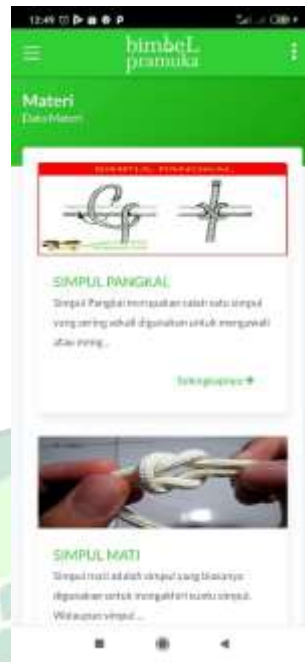 12:49
bimbeL
pramuka
Materi
Data Materi
SIMPUL PANGKAL
SIMPUL PANGKAL
Simpul Pangkal merupakan salah satu simpul
yang sering sekali digunakan untuk mengawali
atau meng...
Selengkapnya
SIMPUL MATI
Simpul mati adalah simpul yang biasanya
digunakan untuk mengakhiri suatu simpul.
Walaupun simpul...